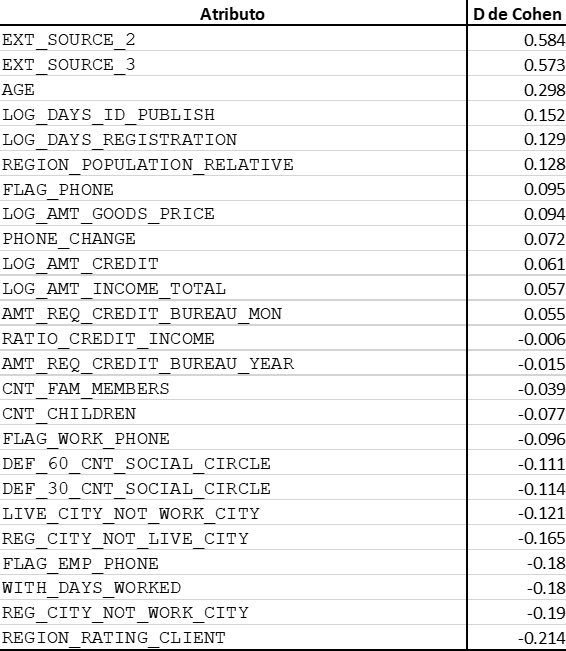 Atributo D de Cohen
EXT_SOURCE_2 0.584
EXT_SOURCE_3 0.573
AGE 0.298
LOG_DAYS_ID_PUBLISH 0.152
LOG_DAYS_REGISTRATION 0.129
REGION_POPULATION_RELATIVE 0.128
FLAG_PHONE 0.095
LOG_AMT_GOODS_PRICE 0.094
PHONE_CHANGE 0.072
LOG_AMT_CREDIT 0.061
LOG_AMT_INCOME_TOTAL 0.057
AMT_REQ_CREDIT_BUREAU_MON 0.055
RATIO_CREDIT_INCOME -0.006
AMT_REQ_CREDIT_BUREAU_YEAR -0.015
CNT_FAM_MEMBERS -0.039
CNT_CHILDREN -0.077
FLAG_WORK_PHONE -0.096
DEF_60_CNT_SOCIAL_CIRCLE -0.111
DEF_30_CNT_SOCIAL_CIRCLE -0.114
LIVE_CITY_NOT_WORK_CITY -0.121
REG_CITY_NOT_LIVE_CITY -0.165
FLAG_EMP_PHONE -0.18
WITH_DAYS_WORKED -0.18
REG_CITY_NOT_WORK_CITY -0.19
REGION_RATING_CLIENT -0.214